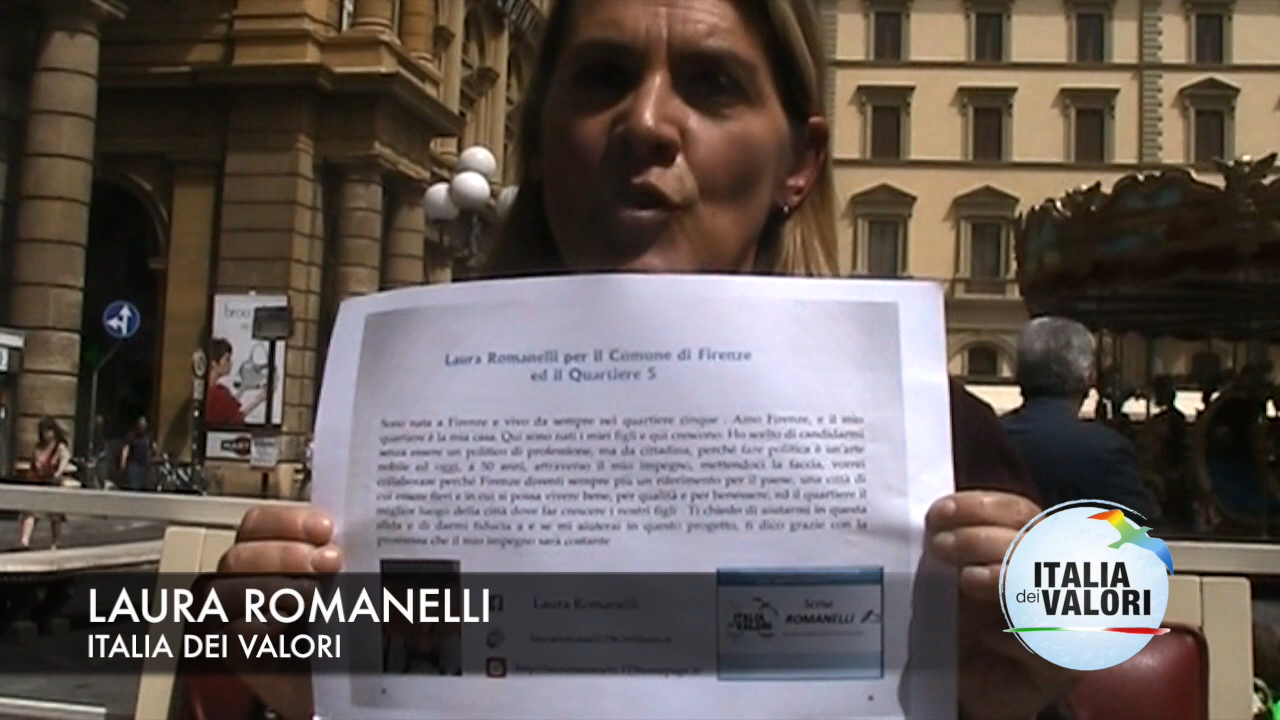 Laura Romanelli per il Comune di Firenze
ed il Quartiere 5
Sono nata a Firenze e vivo da sempre nel quartiere cinque . Amo Firenze, e il mio
quartiere è la mia casa. Qui sono nati i miei figli e qui crescono. Ho scelto di candidarmi
senza essere un politico di professione, ma da cittadina, perché fare politica è un'arte
nobile ed oggi, a 50 anni, attraverso il mio impegno, mettendoci la faccia, vorrei
collaborare perché Firenze diventi sempre più un riferimento per il paese, una città di
cui essere fieri e in cui si possa vivere bene, per qualità e per benessere, ed il quartiere il
miglior luogo della città dove far crescere i nostri figli . Ti chiedo di aiutarmi in questa
sfida e di darmi fiducia a e se mi aiuterai in questo progetto, ti dico grazie con la
promessa che il mio impegno sarà costante
Laura Romanelli
ITALIA
VALORI
Scrivi
ROMANELLI
LAURA ROMANELLI
ITALIA DEI VALORI
ITALIA
dei VALORI